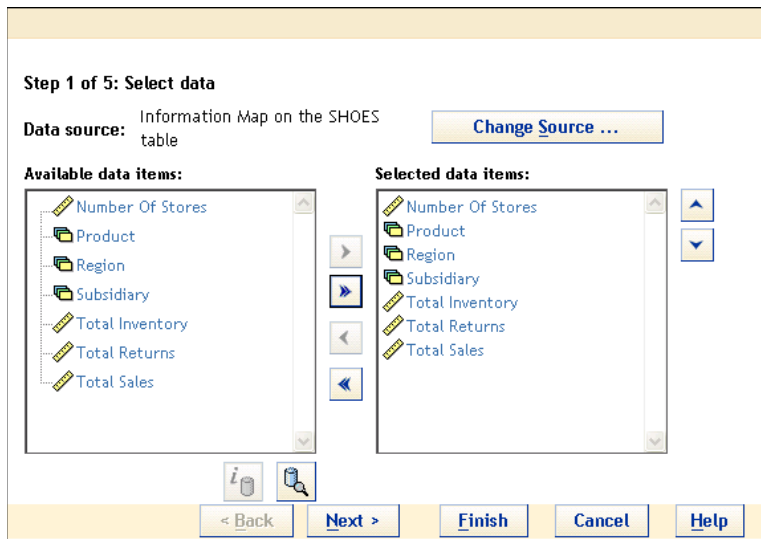 Step 1 of 5: Select data
Data source: Information Map on the SHOES
table
Change Source ...
Available data items:
Number Of Stores
Product
Region
Subsidiary
Total Inventory
Total Returns
Total Sales
Selected data items:
Number Of Stores
Product
Region
Subsidiary
Total Inventory
Total Returns
Total Sales
i
< Back
Next >
Finish
Cancel
Help